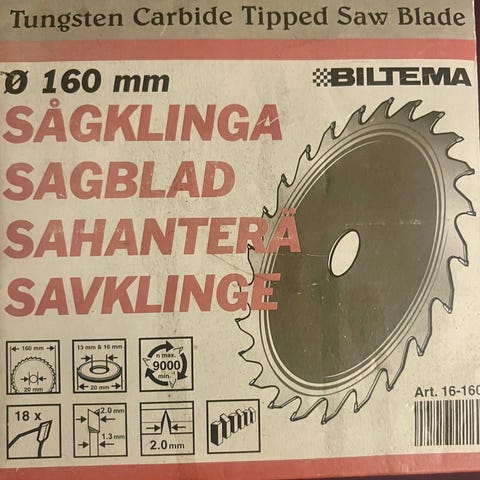 Tungsten Carbide Tipped Saw Blade
Ø 160 mm
BILTEMA
SÅGKLINGA
SAGBLAD
SAHANTERÄ
SAVKLINGE
160 mm
20 mm
13 mm & 16 mm
20 mm
n max.
9000
min.
Art. 16-160
18 x
2.0 mm
1.3 mm
2.0 mm